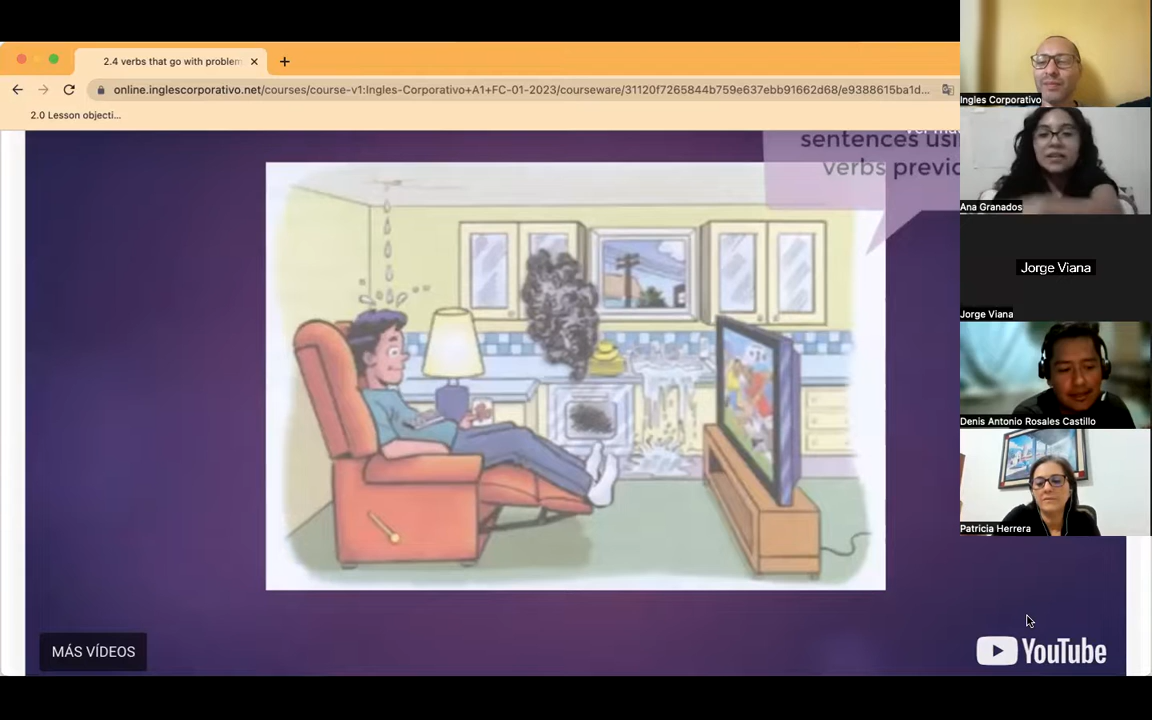 2.4 verbs that go with problem
online.inglescorporativo.net/courses/course-v1:Ingles-Corporativo+A1+FC-01-2023/courseware/31120f7265844b759e637ebb91662d68/e9388615ba1d...
2.0 Lesson objecti...
sentences usi
verbs previo
MÁS VÍDEOS
YouTube
Ingles Corporativo
Ana Granados
Jorge Viana
Jorge Viana
Denis Antonio Rosales Castillo
Patricia Herrera